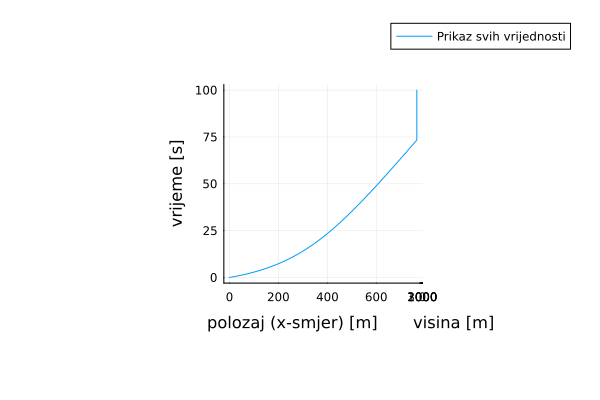 Prikaz svih vrijednosti
100
75
50
25
0
vrijeme [s]
0 200 400 600
polozaj (x-smjer) [m] visina [m]